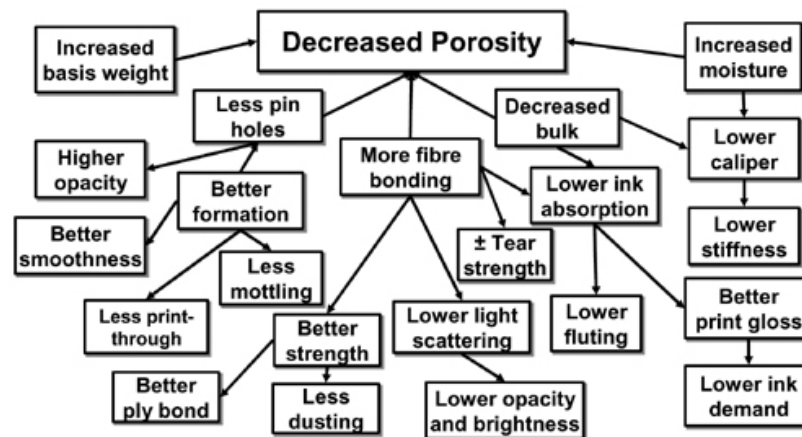 Decreased Porosity
Increased
basis weight
Increased
moisture
Less pin
holes
Decreased
bulk
Higher
opacity
More fibre
bonding
Lower
caliper
Better
formation
Lower ink
absorption
Better
smoothness
± Tear
strength
Lower
stiffness
Less
mottling
Less print-
through
Better
strength
Lower light
scattering
Lower
fluting
Better
print gloss
Better
ply bond
Less
dusting
Lower opacity
and brightness
Lower ink
demand